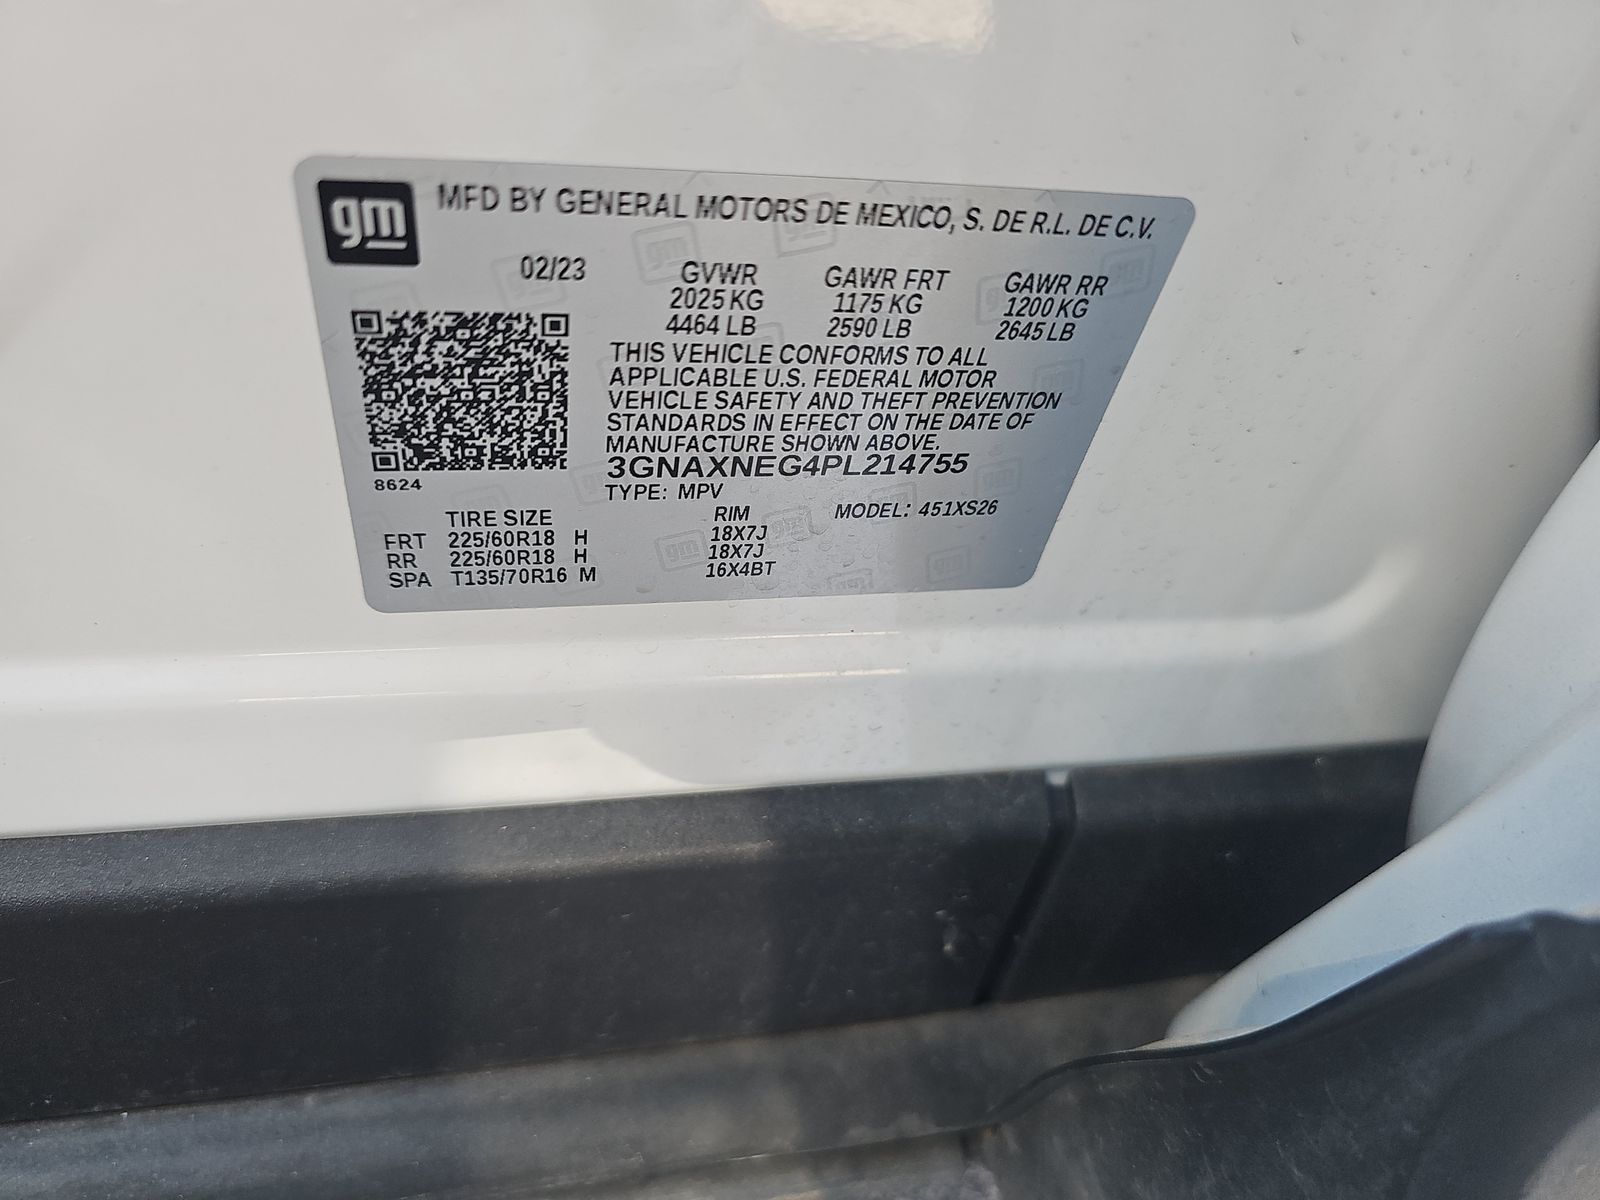 gm MFD BY GENERAL MOTORS DE MEXICO, S. DE R.L. DE C.V.
02/23 GVWR GAWR FRT GAWR RR
2025 KG 1175 KG 1200 KG
4464 LB 2590 LB 2645 LB
THIS VEHICLE CONFORMS TO ALL
APPLICABLE U.S. FEDERAL MOTOR
VEHICLE SAFETY AND THEFT PREVENTION
STANDARDS IN EFFECT ON THE DATE OF
MANUFACTURE SHOWN ABOVE.
3GNAXNEG4PL214755
8624
TYPE: MPV MODEL: 451XS26
TIRE SIZE RIM
FRT 225/60R18 H 18X7J
RR 225/60R18 H 18X7J
SPA T135/70R16 M 16X4BT